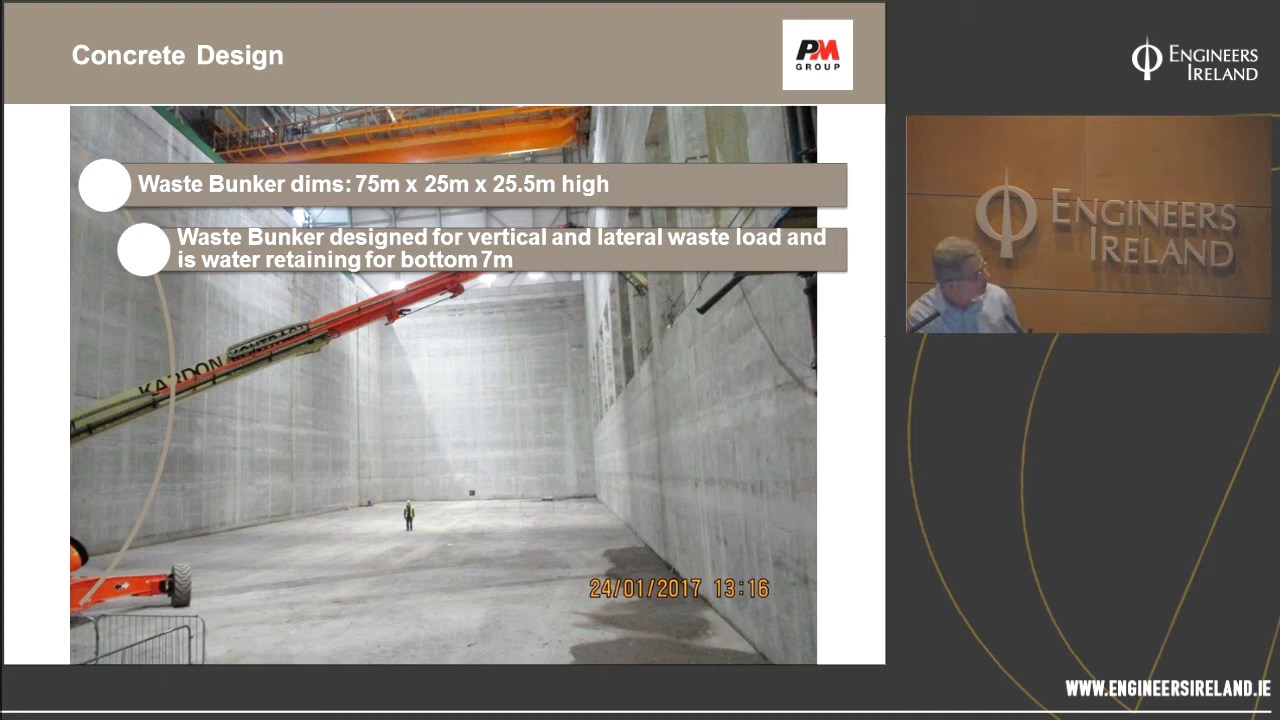 Concrete Design
PM
GROUP
ENGINEERS
IRELAND
Waste Bunker dims: 75m x 25m x 25.5m high
Waste Bunker designed for vertical and lateral waste load and
is water retaining for bottom 7m
ENGINEERS
IRELAND
KARDON
24/01/2017 13:16
WWW.ENGINEERSIRELAND.IE